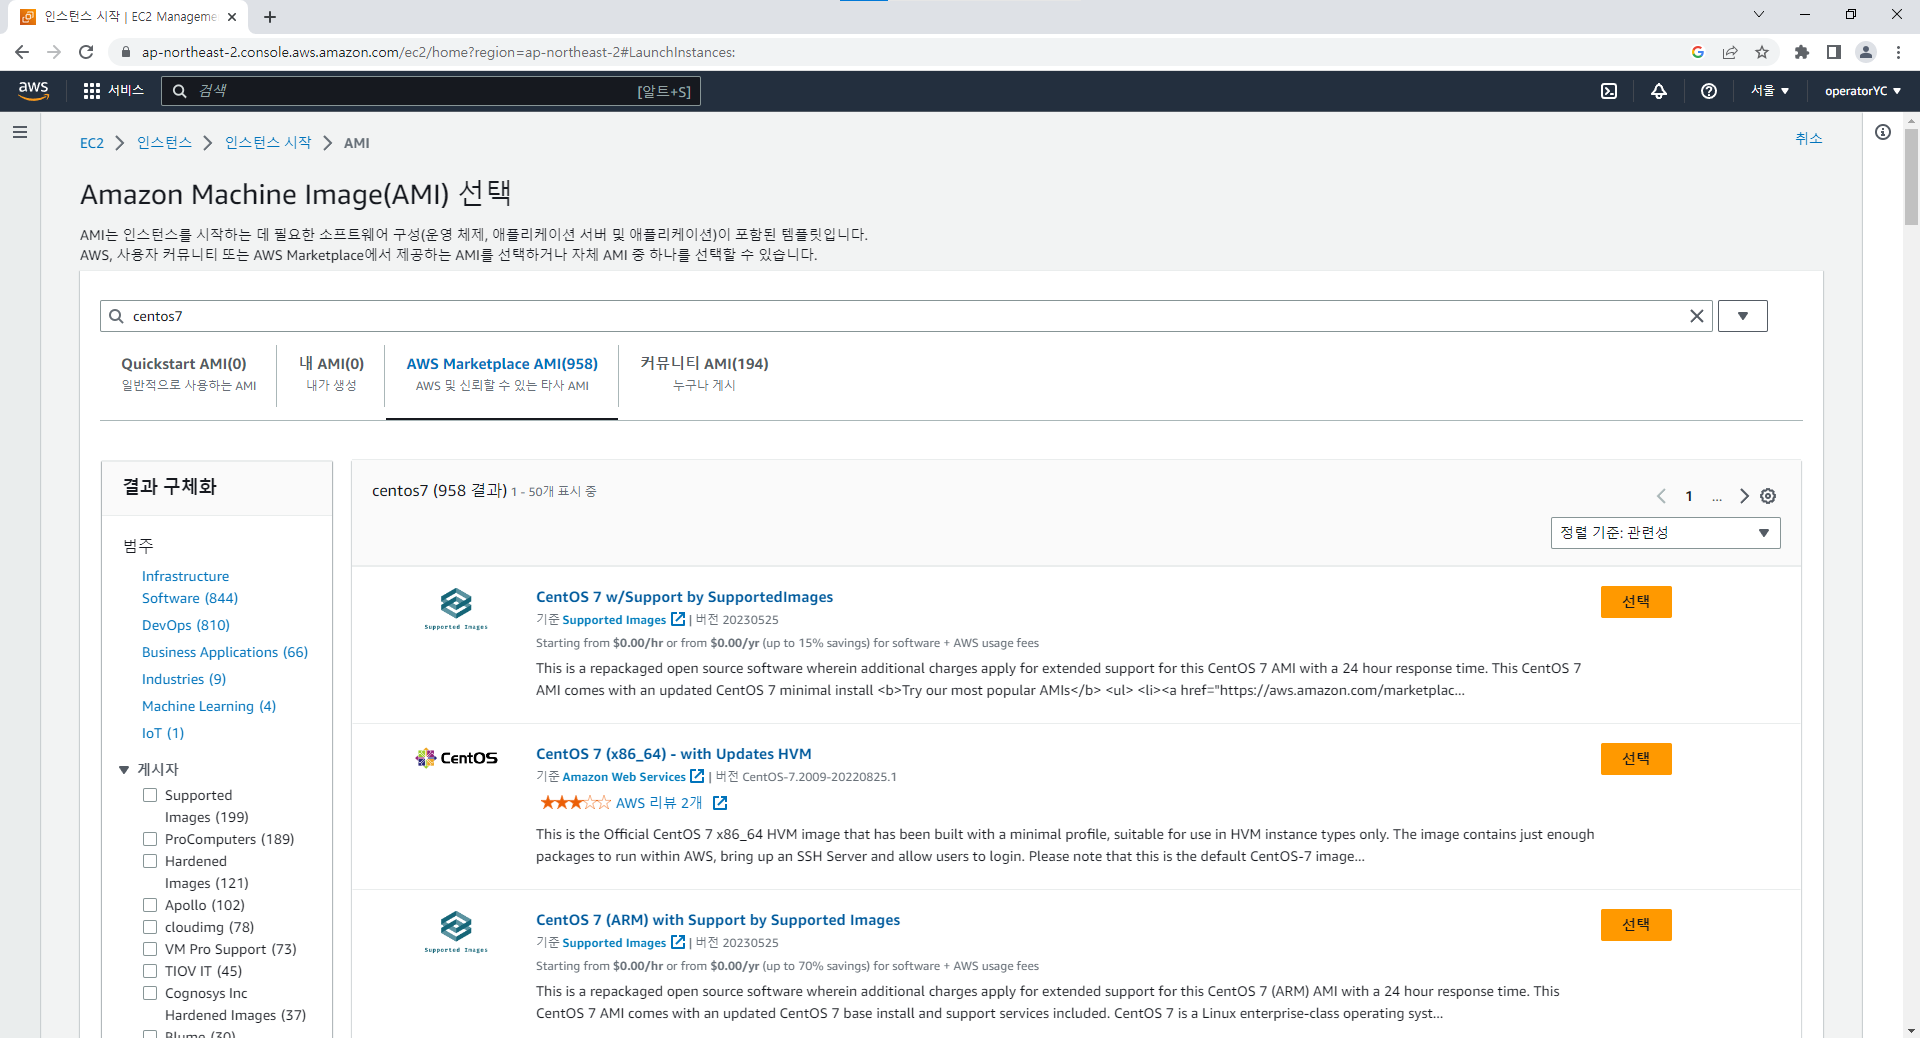 인스턴스 시작 | EC2 Manageme
ap-northeast-2.console.aws.amazon.com/ec2/home?region=ap-northeast-2#LaunchInstances:
aws 서비스 검색 [알트+S] 서울 operatorYC
EC2 인스턴스 인스턴스 시작 AMI 취소
Amazon Machine Image(AMI) 선택
AMI는 인스턴스를 시작하는 데 필요한 소프트웨어 구성(운영 체제, 애플리케이션 서버 및 애플리케이션)이 포함된 템플릿입니다.
AWS, 사용자 커뮤니티 또는 AWS Marketplace에서 제공하는 AMI를 선택하거나 자체 AMI 중 하나를 선택할 수 있습니다.
centos7
Quickstart AMI(0)
일반적으로 사용하는 AMI
내 AMI(0)
내가 생성
AWS Marketplace AMI(958)
AWS 및 신뢰할 수 있는 타사 AMI
커뮤니티 AMI(194)
누구나 게시
결과 구체화
범주
Infrastructure
Software (844)
DevOps (810)
Business Applications (66)
Industries (9)
Machine Learning (4)
IoT (1)
게시자
Supported
Images (199)
ProComputers (189)
Hardened
Images (121)
Apollo (102)
cloudimg (78)
VM Pro Support (73)
TIOV IT (45)
Cognosys Inc
Hardened Images (37)
Blume (30)
centos7 (958 결과) 1 - 50개 표시 중
1 ...
정렬 기준: 관련성
Supported Images
CentOS 7 w/Support by SupportedImages
선택
기준 Supported Images | 버전 20230525
Starting from $0.00/hr or from $0.00/yr (up to 15% savings) for software + AWS usage fees
This is a repackaged open source software wherein additional charges apply for extended support for this CentOS 7 AMI with a 24 hour response time. This CentOS 7
AMI comes with an updated CentOS 7 minimal install <b>Try our most popular AMIs</b> <ul> <li><a href="https://aws.amazon.com/marketplac...
CentOS
CentOS 7 (x86_64) - with Updates HVM
선택
기준 Amazon Web Services | 버전 CentOS-7.2009-20220825.1
AWS 리뷰 2개
This is the Official CentOS 7 x86_64 HVM image that has been built with a minimal profile, suitable for use in HVM instance types only. The image contains just enough
packages to run within AWS, bring up an SSH Server and allow users to login. Please note that this is the default CentOS-7 image...
Supported Images
CentOS 7 (ARM) with Support by Supported Images
선택
기준 Supported Images | 버전 20230525
Starting from $0.00/hr or from $0.00/yr (up to 70% savings) for software + AWS usage fees
This is a repackaged open source software wherein additional charges apply for extended support for this CentOS 7 (ARM) AMI with a 24 hour response time. This
CentOS 7 AMI comes with an updated CentOS 7 base install and support services included. CentOS 7 is a Linux enterprise-class operating syst...